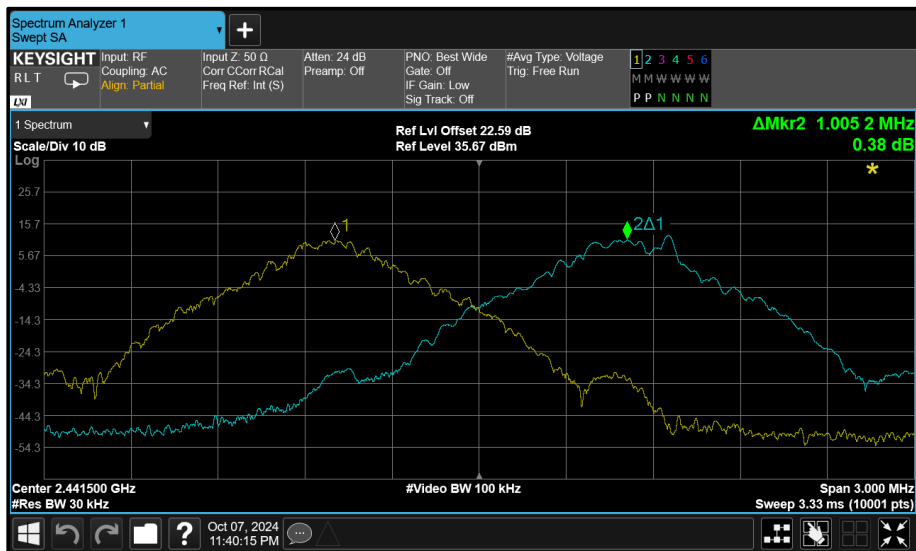 Spectrum Analyzer 1
Swept SA
+
KEYSIGHT
R L T
LXI
Input: RF
Coupling: AC
Align: Partial
Input Z: 50 Ω
Corr CCorr RCal
Freq Ref: Int (S)
Atten: 24 dB
Preamp: Off
PNO: Best Wide
Gate: Off
IF Gain: Low
Sig Track: Off
#Avg Type: Voltage
Trig: Free Run
1 2 3 4 5 6
M M W W W W
P P N N N N
1 Spectrum
Scale/Div 10 dB
Ref Lvl Offset 22.59 dB
Ref Level 35.67 dBm
ΔMkr2 1.005 2 MHz
0.38 dB
Log
*
25.7
15.7
5.67
-4.33
-14.3
-24.3
-34.3
-44.3
-54.3
1
2Δ1
Center 2.441500 GHz
#Video BW 100 kHz
Span 3.000 MHz
#Res BW 30 kHz
Sweep 3.33 ms (10001 pts)
?
Oct 07, 2024
11:40:15 PM